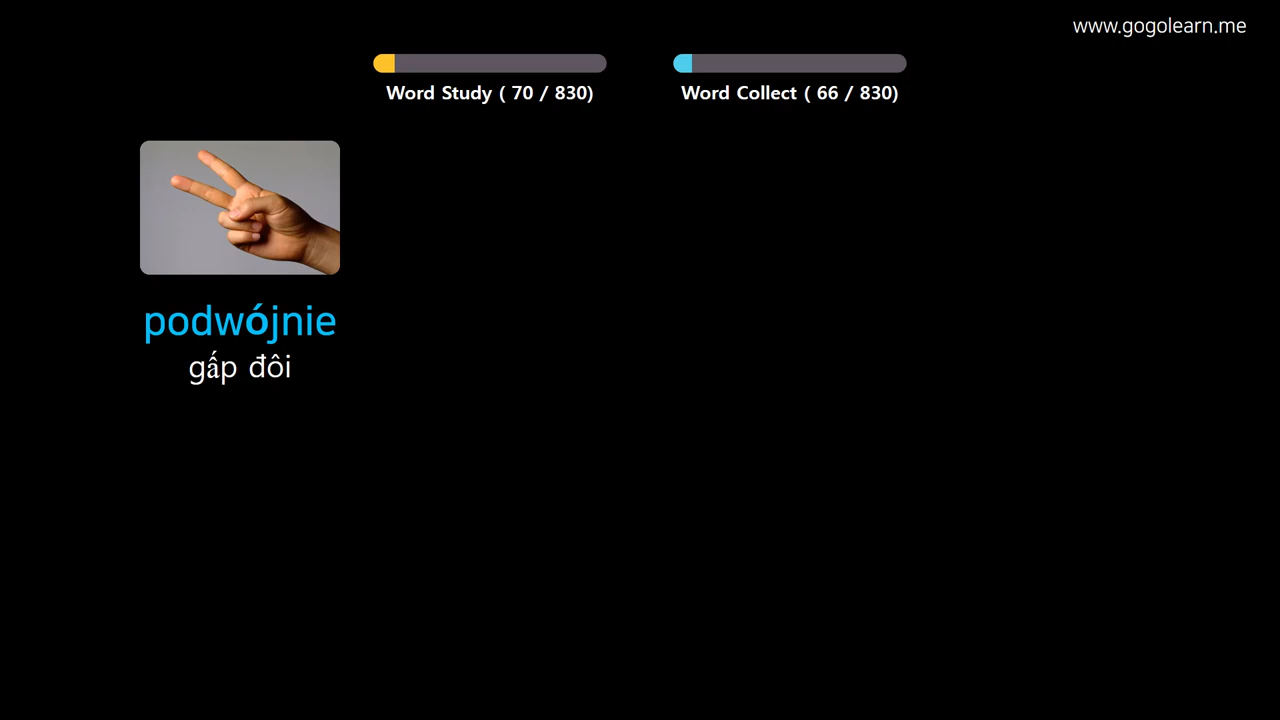 www.gogolearn.me
Word Study ( 70 / 830)
Word Collect ( 66 / 830)
podwójnie
gấp đôi